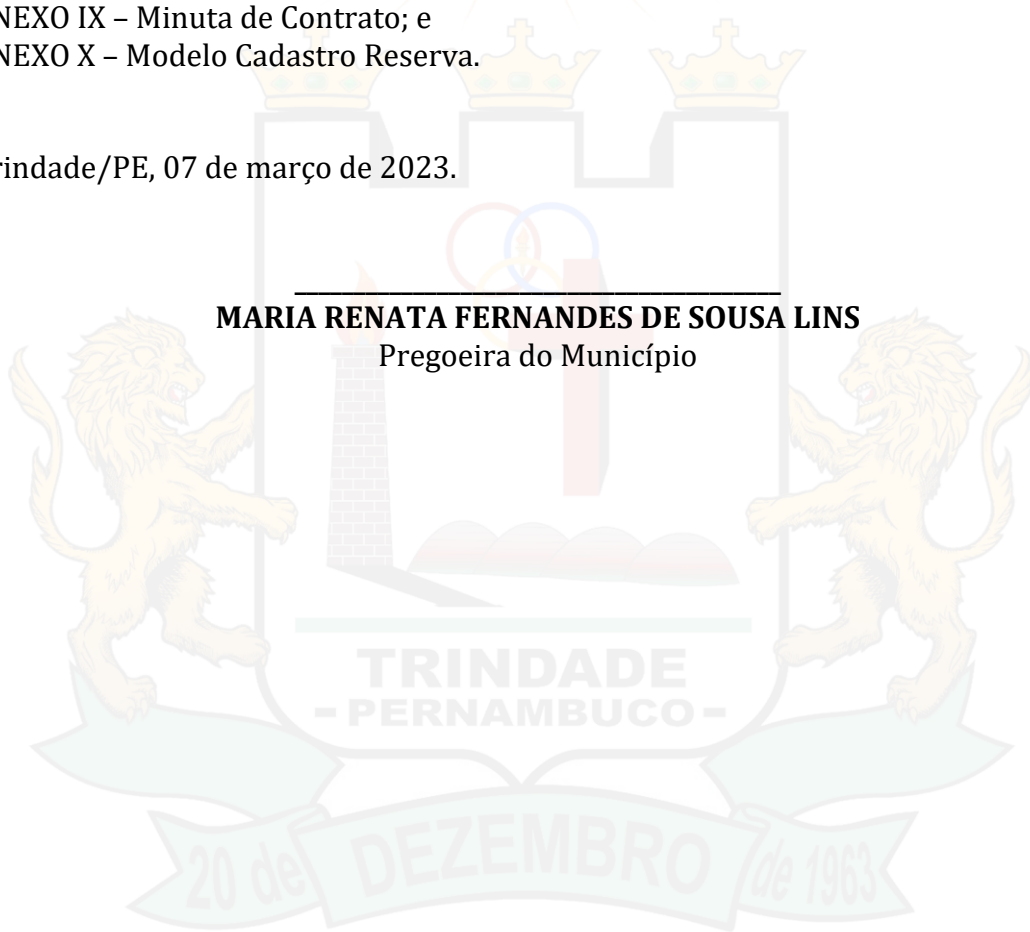 NEXO IX – Minuta de Contrato; e
NEXO X – Modelo Cadastro Reserva.
rindade/PE, 07 de março de 2023.
MARIA RENATA FERNANDES DE SOUSA LINS
Pregoeira do Município
TRINDADE
- PERNAMBUCO -
20 de DEZEMBRO de 1963